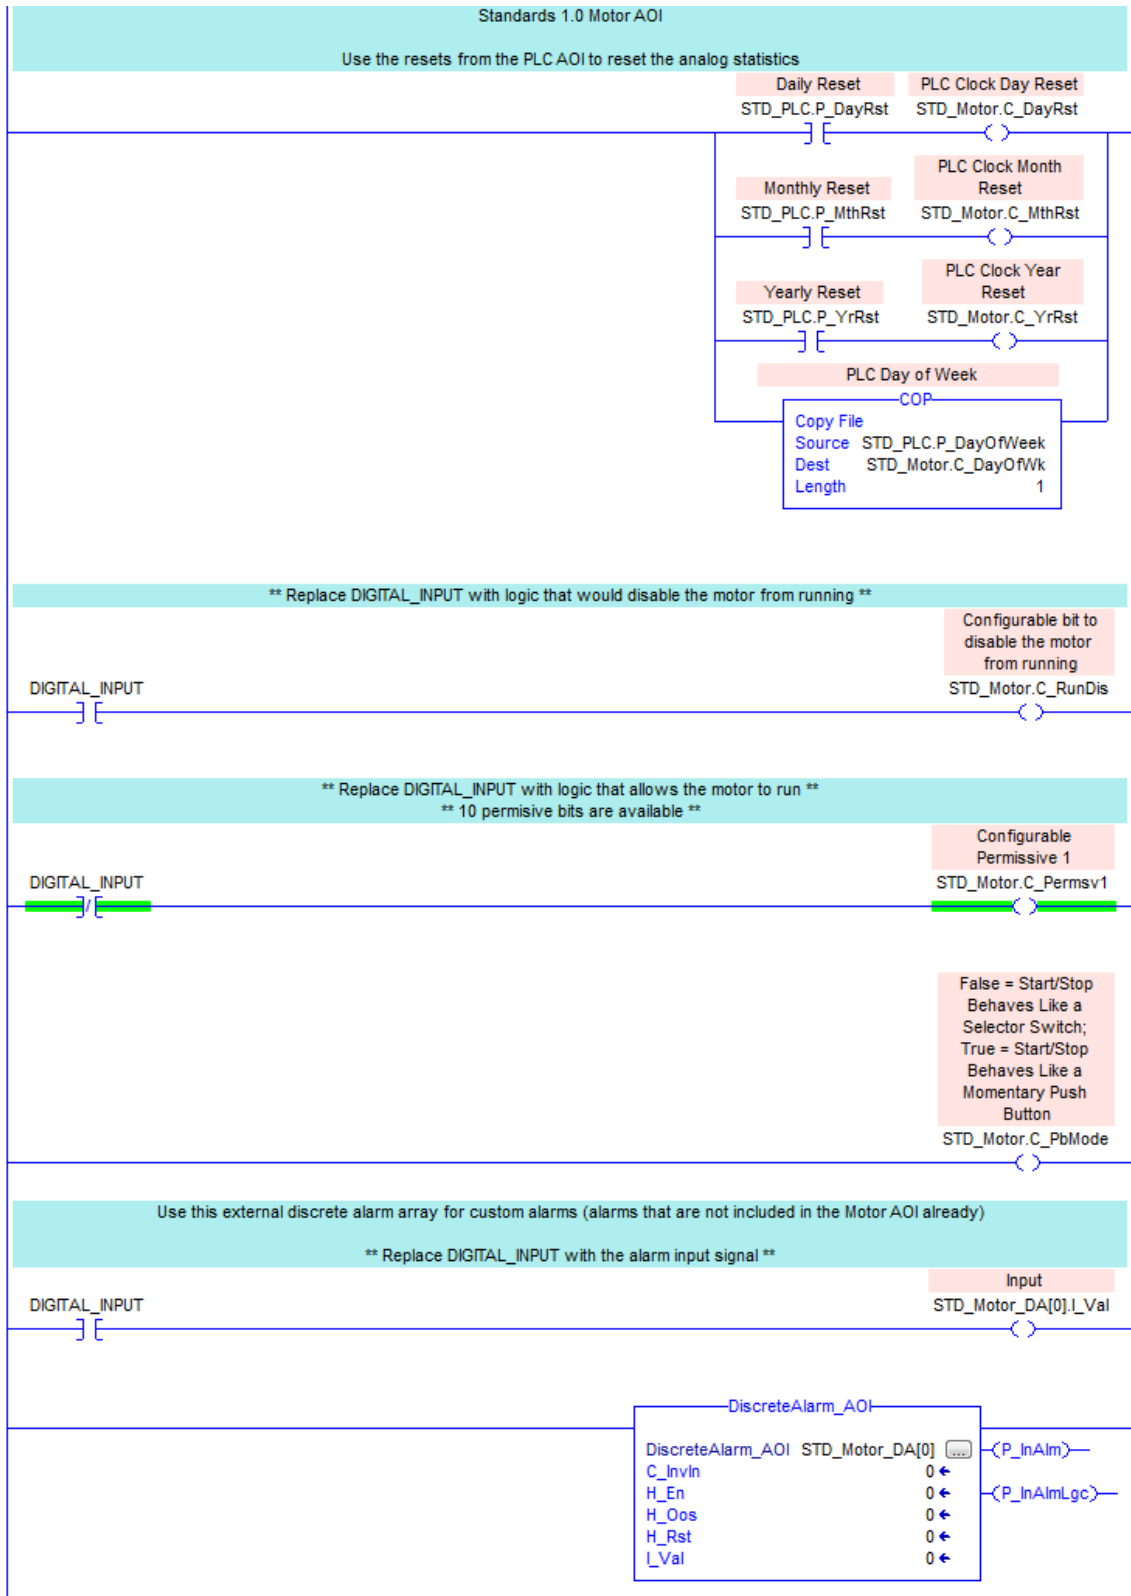 Standards 1.0 Motor AOI
Use the resets from the PLC AOI to reset the analog statistics
Daily Reset
STD_PLC.P_DayRst
PLC Clock Day Reset
STD_Motor.C_DayRst
Monthly Reset
STD_PLC.P_MthRst
PLC Clock Month
Reset
STD_Motor.C_MthRst
Yearly Reset
STD_PLC.P_YrRst
PLC Clock Year
Reset
STD_Motor.C_YrRst
PLC Day of Week
COP
Copy File
Source STD_PLC.P_DayOfWeek
Dest STD_Motor.C_DayOfWk
Length 1
** Replace DIGITAL_INPUT with logic that would disable the motor from running **
Configurable bit to
disable the motor
from running
DIGITAL_INPUT
STD_Motor.C_RunDis
** Replace DIGITAL_INPUT with logic that allows the motor to run **
** 10 permisive bits are available **
Configurable
Permissive 1
DIGITAL_INPUT
STD_Motor.C_Permsv1
False = Start/Stop
Behaves Like a
Selector Switch;
True = Start/Stop
Behaves Like a
Momentary Push
Button
STD_Motor.C_PbMode
Use this external discrete alarm array for custom alarms (alarms that are not included in the Motor AOI already)
** Replace DIGITAL_INPUT with the alarm input signal **
Input
DIGITAL_INPUT
STD_Motor_DA[0].I_Val
DiscreteAlarm_AOI
DiscreteAlarm_AOI STD_Motor_DA[0] ... (P_InAlm)
C_InvIn 0
H_En 0 (P_InAlmLgc)
H_Oos 0
H_Rst 0
I_Val 0